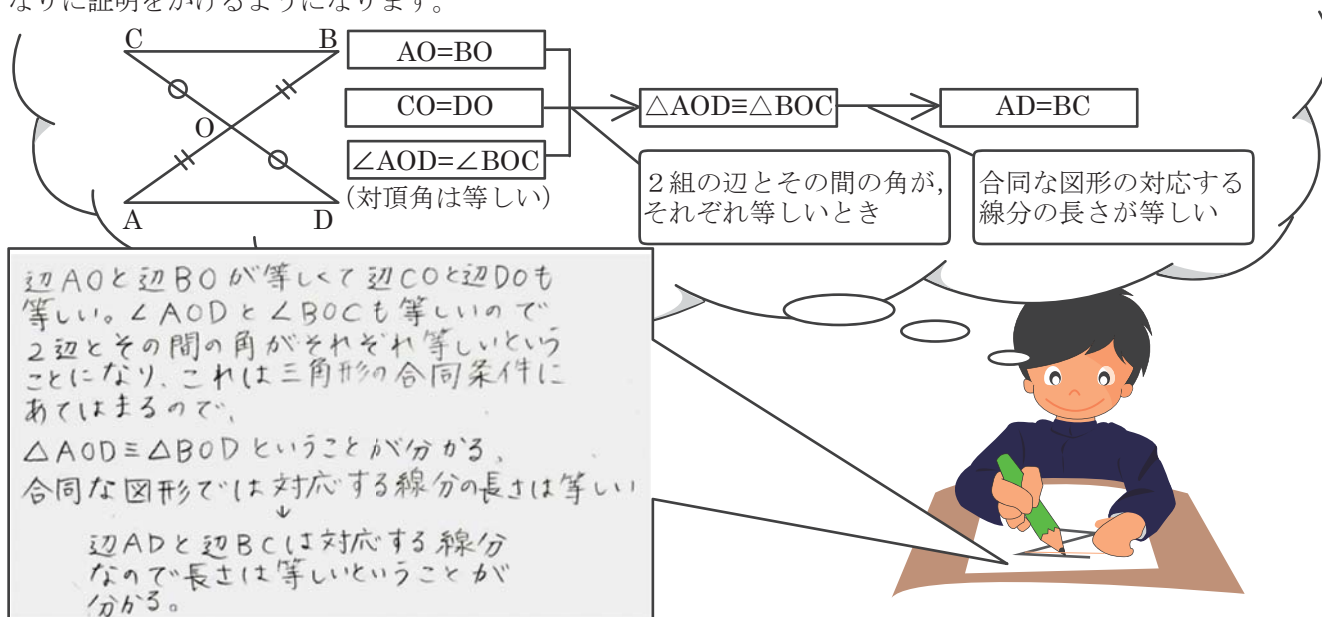 なりに証明をかけるようになります。
C
B
O
A
D
AO=BO
CO=DO
∠AOD=∠BOC
(対頂角は等しい)
△AOD≡△BOC
AD=BC
２組の辺とその間の角が,
それぞれ等しいとき
合同な図形の対応する
線分の長さが等しい
辺AOと辺BOが等しくて辺COと辺DOも
等しい。∠AODと∠BOCも等しいので
2辺とその間の角がそれぞれ等しいという
ことになり、これは三角形の合同条件に
あてはまるので、
△AOD≡△BODということが分かる、
合同な図形では対応する線分の長さは等しい
↓
辺ADと辺BCは対応する線分
なので長さは等しいということが
分かる。